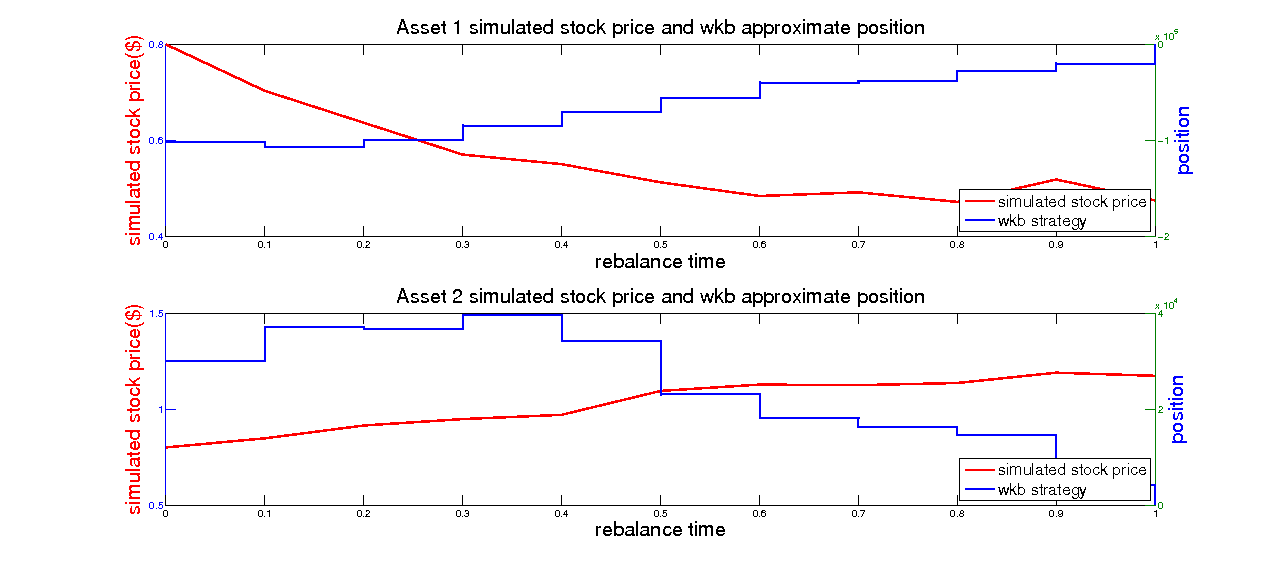 Asset 1 simulated stock price and wkb approximate position
x 10^5
simulated stock price($)
0.8
0.6
0.4
0
-1
-2
position
simulated stock price
wkb strategy
0 0.1 0.2 0.3 0.4 0.5 0.6 0.7 0.8 0.9 1
rebalance time
Asset 2 simulated stock price and wkb approximate position
x 10^4
simulated stock price($)
1.5
1
0.5
4
2
0
position
simulated stock price
wkb strategy
0 0.1 0.2 0.3 0.4 0.5 0.6 0.7 0.8 0.9 1
rebalance time